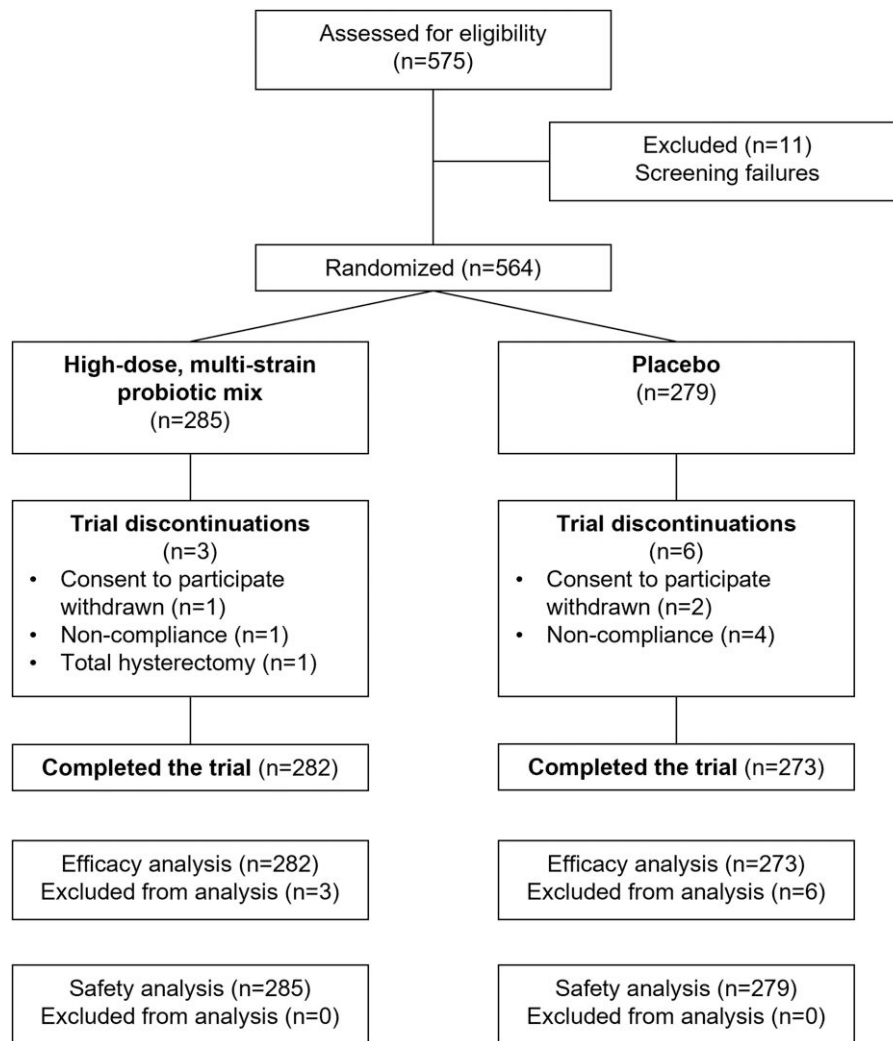 Assessed for eligibility
(n=575)
Excluded (n=11)
Screening failures
Randomized (n=564)
High-dose, multi-strain
probiotic mix
(n=285)
Placebo
(n=279)
Trial discontinuations
(n=3)
• Consent to participate
withdrawn (n=1)
• Non-compliance (n=1)
• Total hysterectomy (n=1)
Trial discontinuations
(n=6)
• Consent to participate
withdrawn (n=2)
• Non-compliance (n=4)
Completed the trial (n=282)
Completed the trial (n=273)
Efficacy analysis (n=282)
Excluded from analysis (n=3)
Efficacy analysis (n=273)
Excluded from analysis (n=6)
Safety analysis (n=285)
Excluded from analysis (n=0)
Safety analysis (n=279)
Excluded from analysis (n=0)